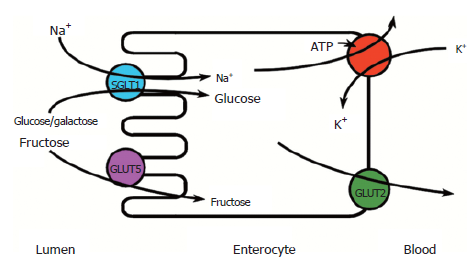 Na+
ATP
K+
SGLT1
Na+
Glucose
Glucose/galactose
K+
Fructose
GLUT5
GLUT2
Fructose
Lumen
Enterocyte
Blood